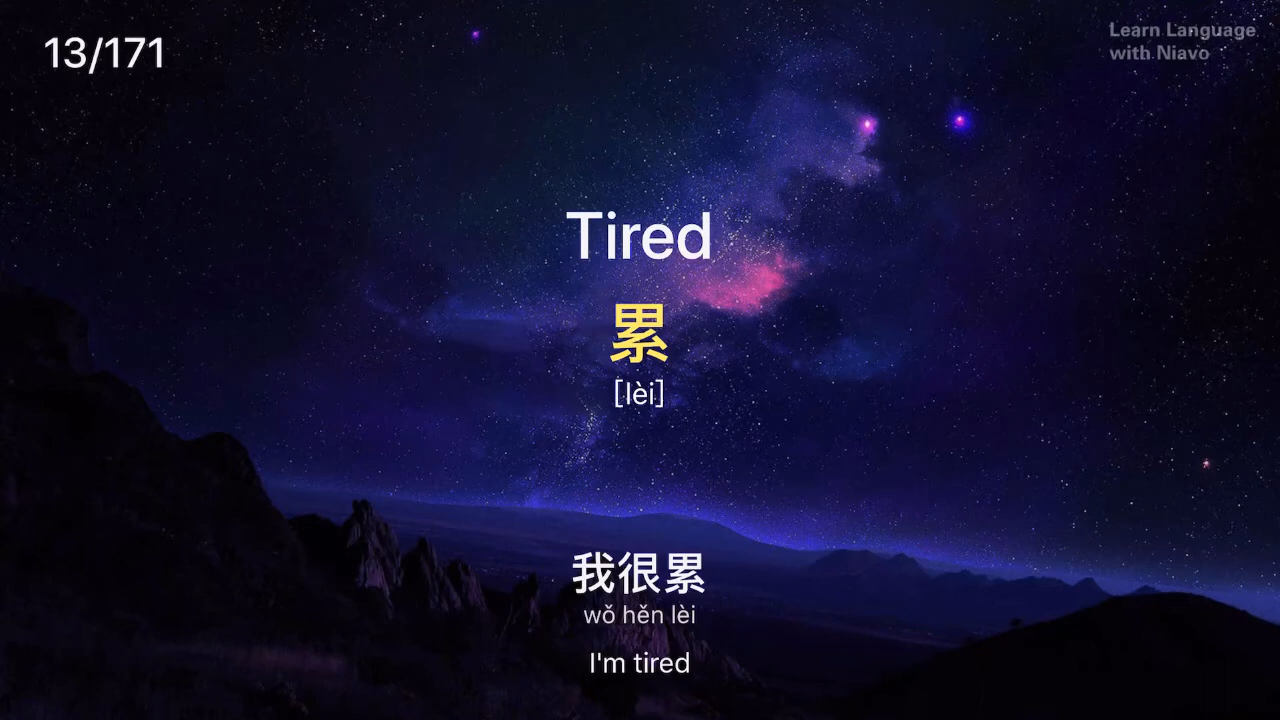 13/171
Learn Language
with Niavo
Tired
累
[lèi]
我很累
wǒ hěn lèi
I'm tired